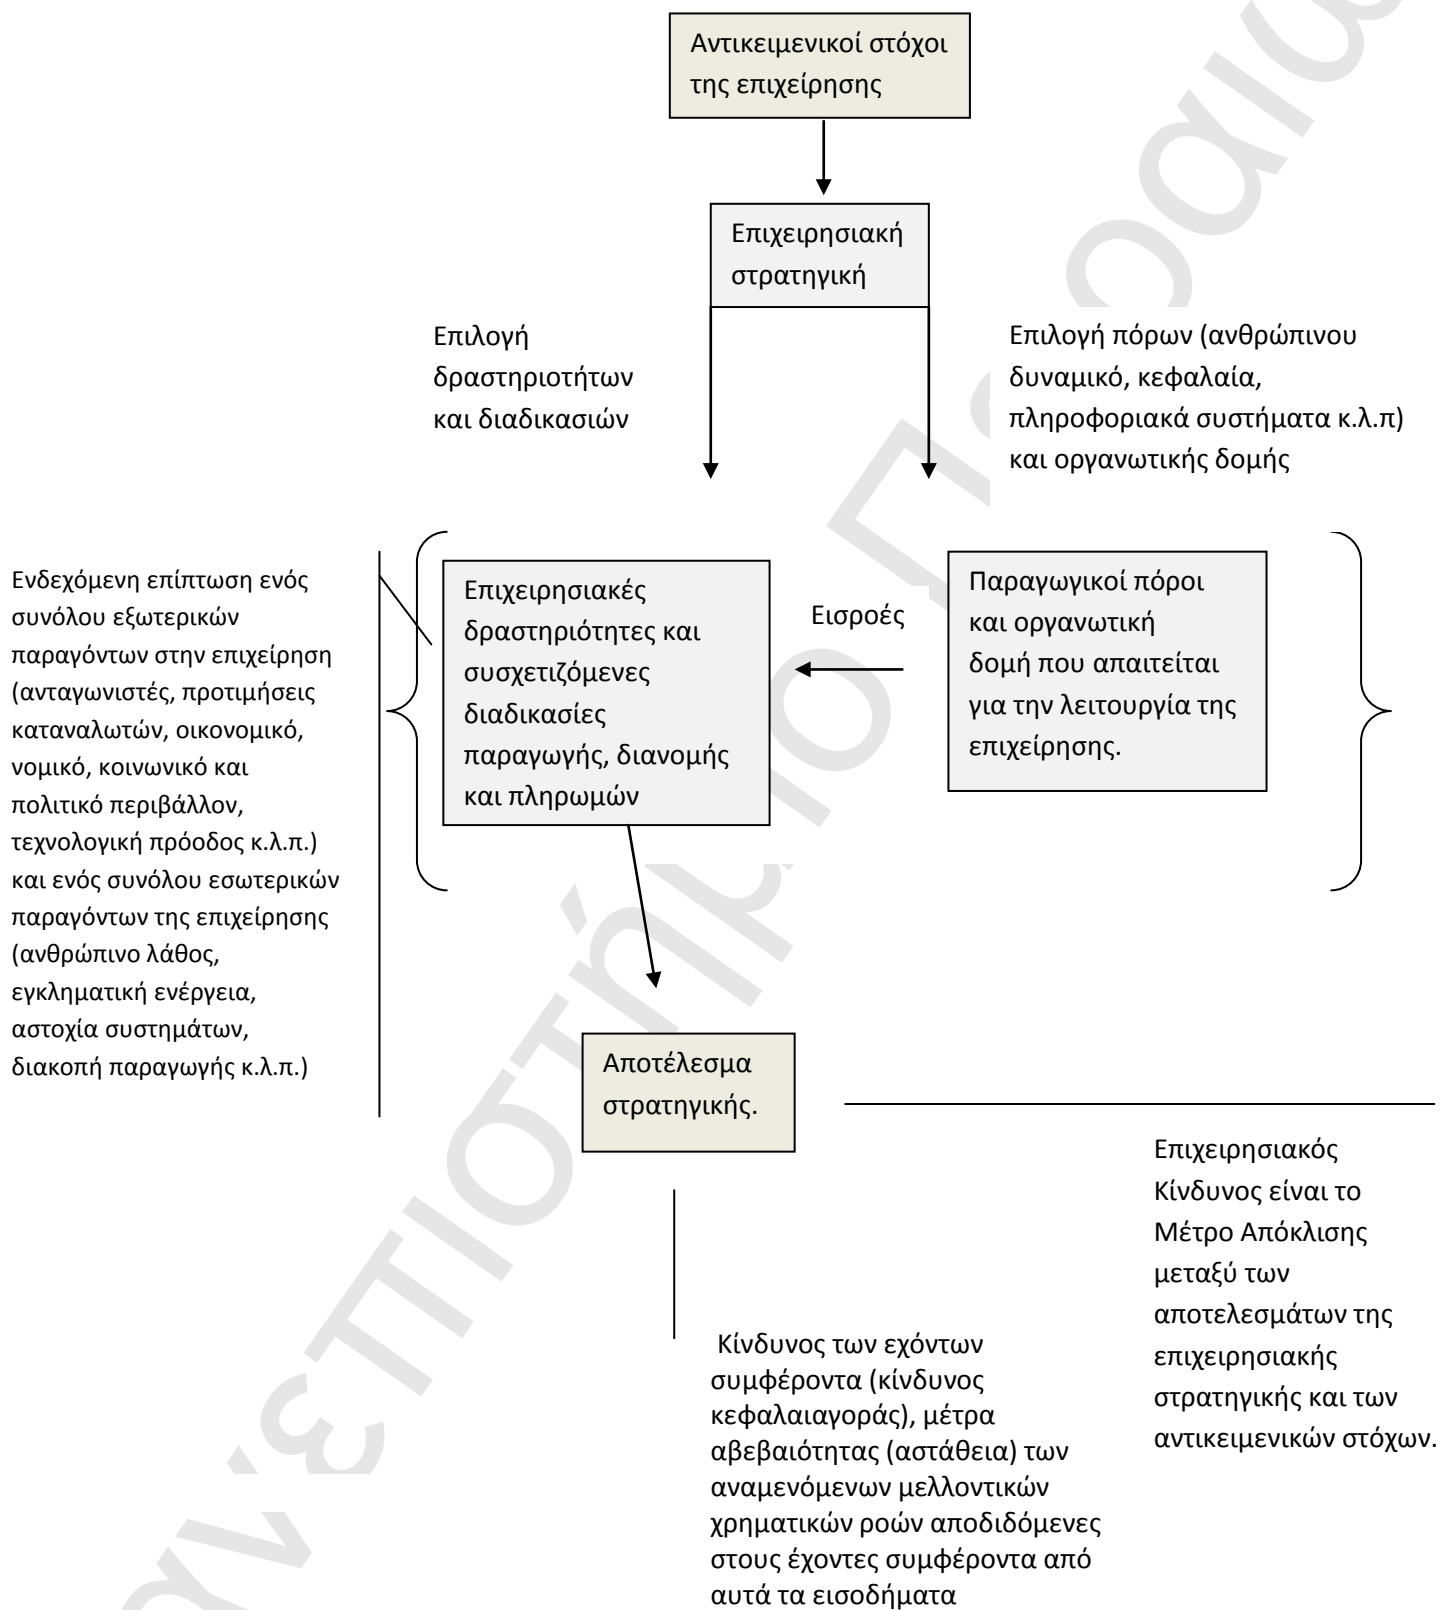 Αντικειμενικοί στόχοι
της επιχείρησης
Επιχειρησιακή
στρατηγική
Επιλογή
δραστηριοτήτων
και διαδικασιών
Επιλογή πόρων (ανθρώπινου
δυναμικό, κεφαλαία,
πληροφοριακά συστήματα κ.λ.π)
και οργανωτικής δομής
Ενδεχόμενη επίπτωση ενός
συνόλου εξωτερικών
παραγόντων στην επιχείρηση
(ανταγωνιστές, προτιμήσεις
καταναλωτών, οικονομικό,
νομικό, κοινωνικό και
πολιτικό περιβάλλον,
τεχνολογική πρόοδος κ.λ.π.)
και ενός συνόλου εσωτερικών
παραγόντων της επιχείρησης
(ανθρώπινο λάθος,
εγκληματική ενέργεια,
αστοχία συστημάτων,
διακοπή παραγωγής κ.λ.π.)
Επιχειρησιακές
δραστηριότητες και
συσχετιζόμενες
διαδικασίες
παραγωγής, διανομής
και πληρωμών
Εισροές
Παραγωγικοί πόροι
και οργανωτική
δομή που απαιτείται
για την λειτουργία της
επιχείρησης.
Αποτέλεσμα
στρατηγικής.
Επιχειρησιακός
Κίνδυνος είναι το
Μέτρο Απόκλισης
μεταξύ των
αποτελεσμάτων της
επιχειρησιακής
στρατηγικής και των
αντικειμενικών στόχων.
Κίνδυνος των εχόντων
συμφέροντα (κίνδυνος
κεφαλαιαγοράς), μέτρα
αβεβαιότητας (αστάθεια) των
αναμενόμενων μελλοντικών
χρηματικών ροών αποδιδόμενες
στους έχοντες συμφέροντα από
αυτά τα εισοδήματα